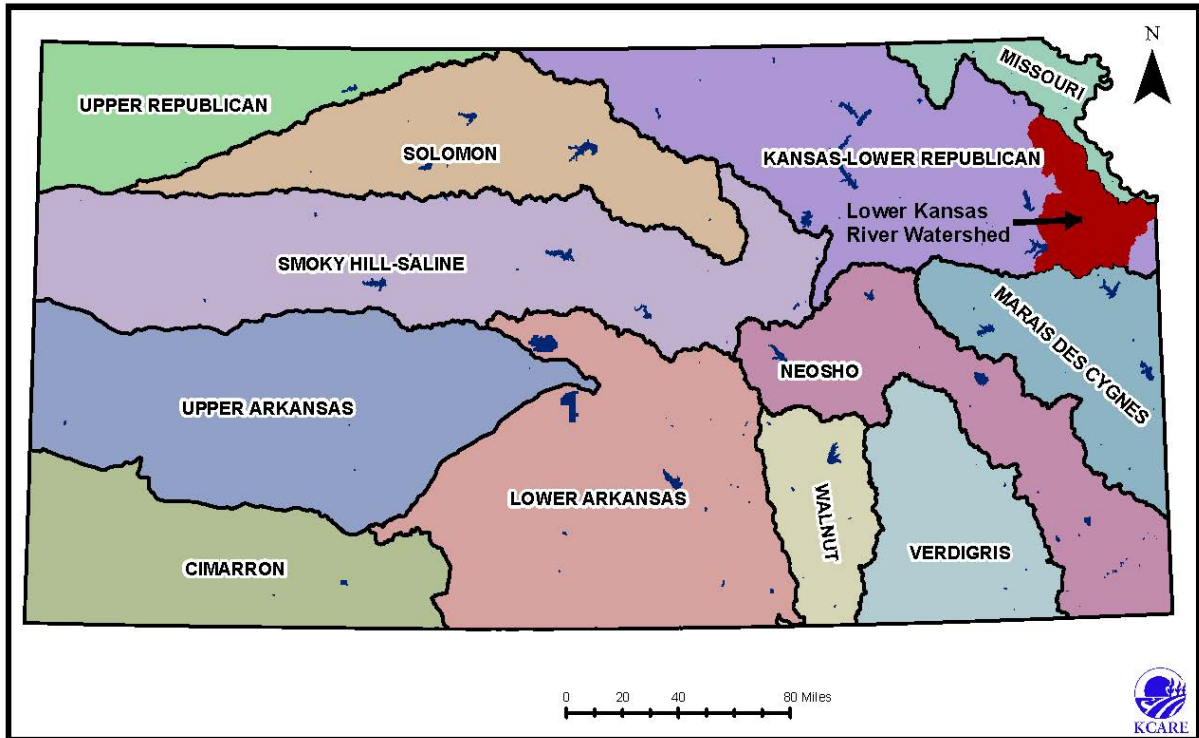 N
MISSOURI
UPPER REPUBLICAN
SOLOMON
KANSAS-LOWER REPUBLICAN
Lower Kansas
River Watershed
SMOKY HILL-SALINE
MARAIS DES CYGNES
NEOSHO
UPPER ARKANSAS
LOWER ARKANSAS
WALNUT
VERDIGRIS
CIMARRON
0 20 40 80 Miles
KCARE